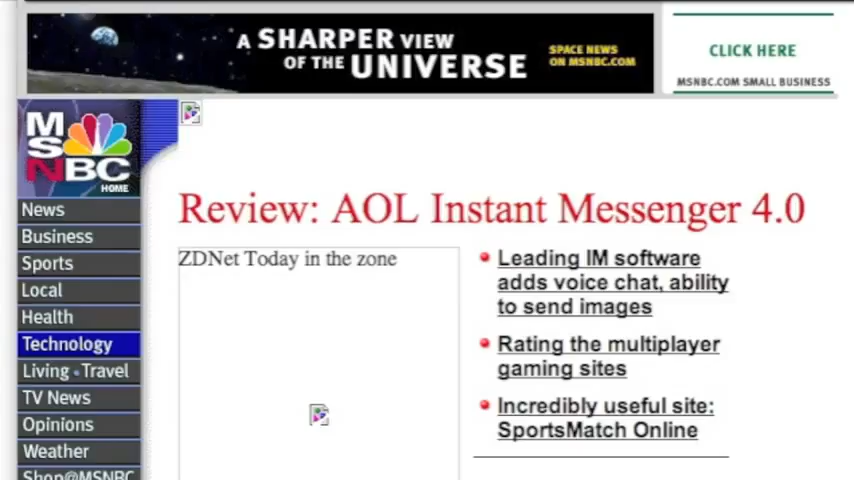 A SHARPER VIEW
OF THE UNIVERSE
SPACE NEWS
ON MSNBC.COM
CLICK HERE
MSNBC.COM SMALL BUSINESS
MSNBC
HOME
News
Business
Sports
Local
Health
Technology
Living • Travel
TV News
Opinions
Weather
Shop@MSNBC
Review: AOL Instant Messenger 4.0
ZDNet Today in the zone
Leading IM software
adds voice chat, ability
to send images
Rating the multiplayer
gaming sites
Incredibly useful site:
SportsMatch Online